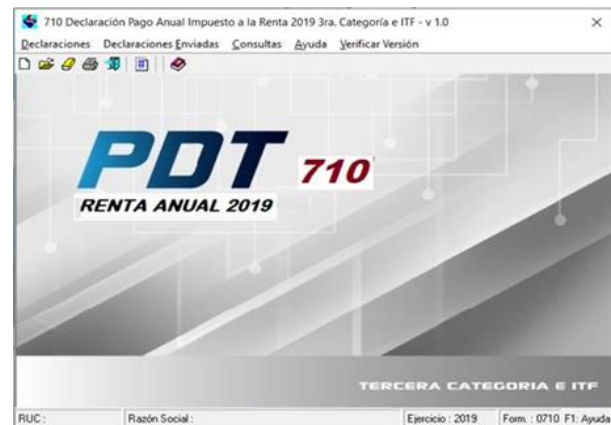 710 Declaración Pago Anual Impuesto a la Renta 2019 3ra. Categoría e ITF - v 1.0
Declaraciones Declaraciones Enviadas Consultas Ayuda Verificar Versión
PDT 710
RENTA ANUAL 2019
TERCERA CATEGORIA E ITF
RUC : Razón Social : Ejercicio : 2019 Form. : 0710 F1: Ayuda